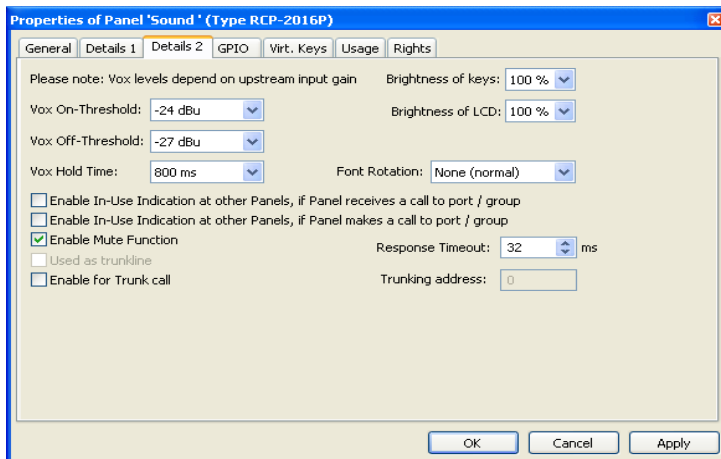 Properties of Panel 'Sound ' (Type RCP-2016P)
General Details 1 Details 2 GPIO Virt. Keys Usage Rights
Please note: Vox levels depend on upstream input gain Brightness of keys: 100 %
Vox On-Threshold: -24 dBu Brightness of LCD: 100 %
Vox Off-Threshold: -27 dBu
Vox Hold Time: 800 ms Font Rotation: None (normal)
Enable In-Use Indication at other Panels, if Panel receives a call to port / group
Enable In-Use Indication at other Panels, if Panel makes a call to port / group
Enable Mute Function Response Timeout: 32 ms
Used as trunkline
Enable for Trunk call Trunking address: 0
OK Cancel Apply